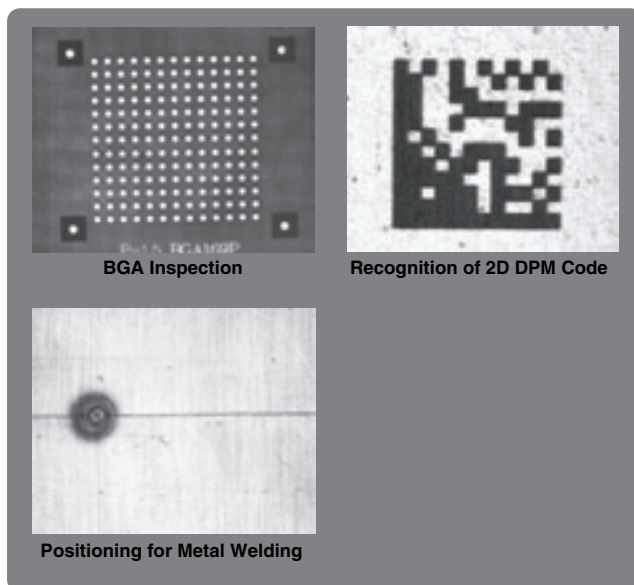 BGA Inspection
Recognition of 2D DPM Code
Positioning for Metal Welding